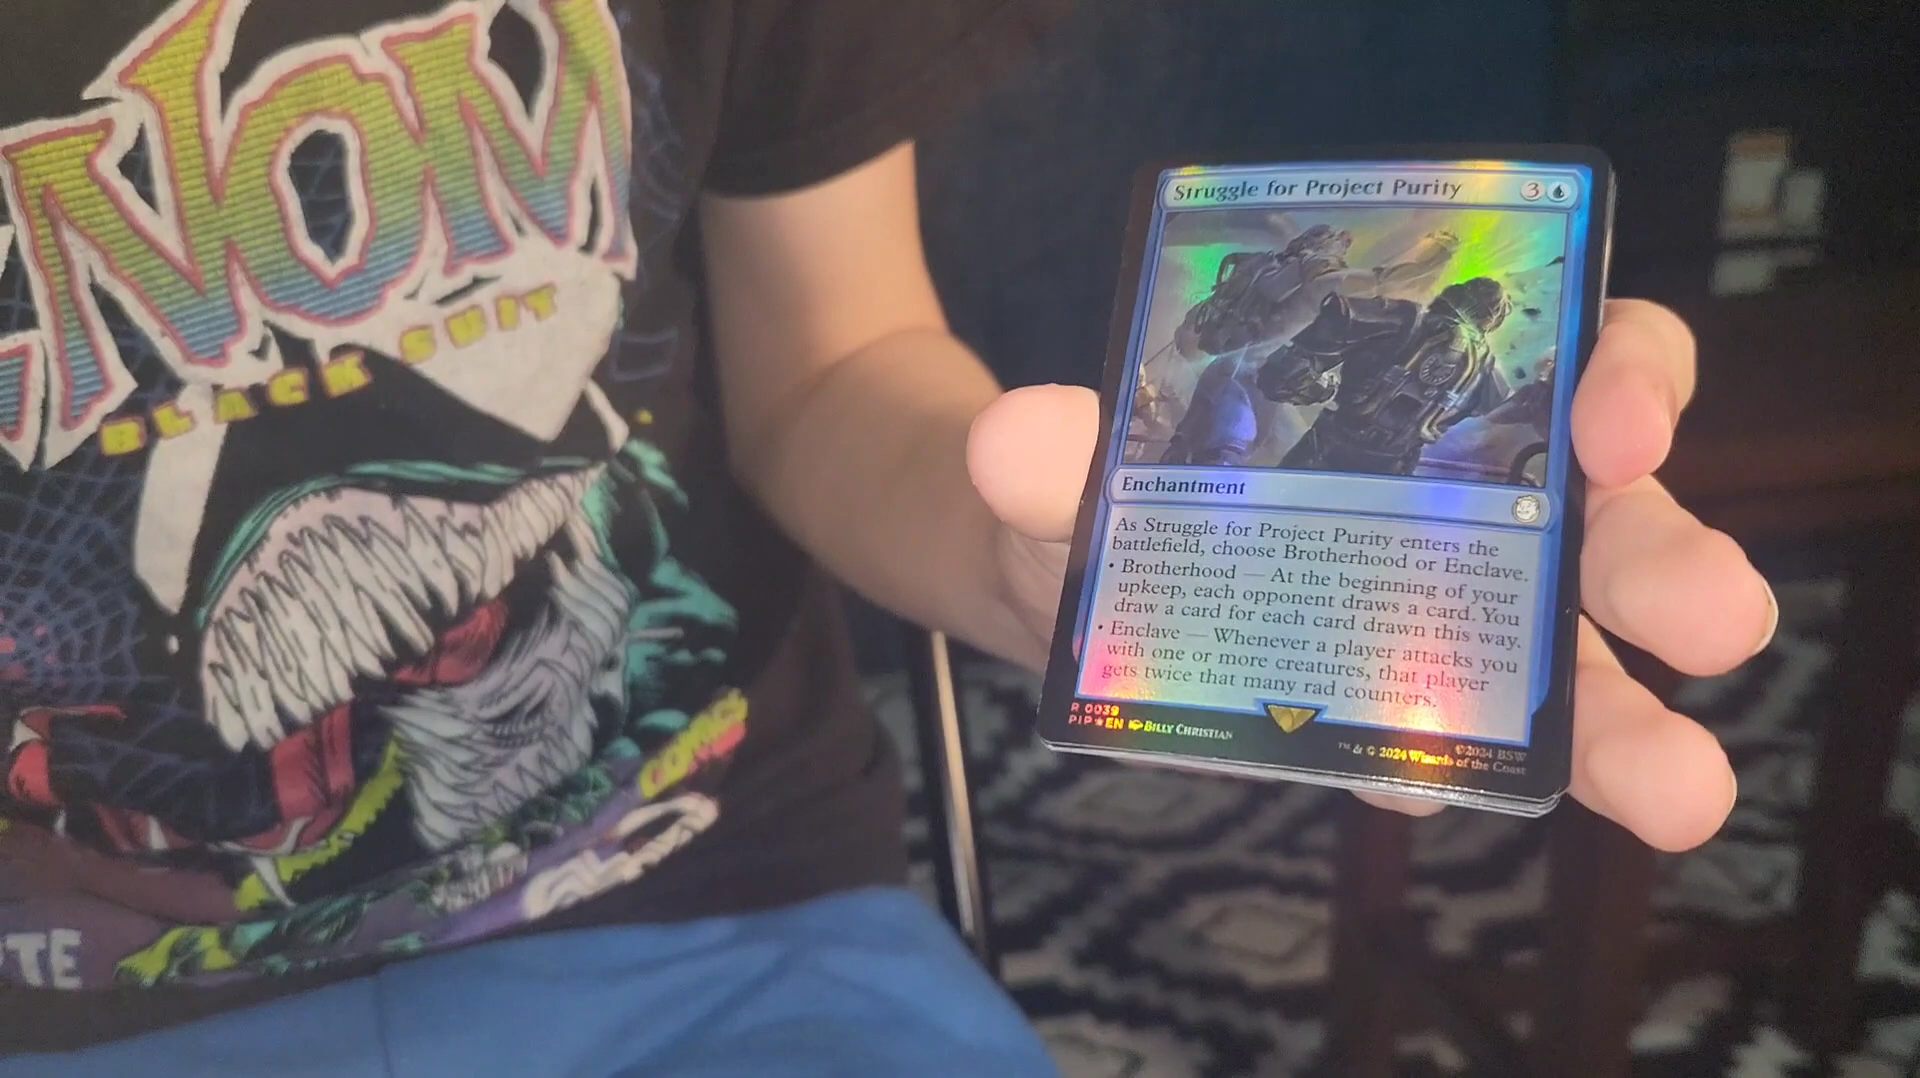 BLACK SUIT
COMICS
Struggle for Project Purity 3
Enchantment
As Struggle for Project Purity enters the
battlefield, choose Brotherhood or Enclave.
• Brotherhood — At the beginning of your
upkeep, each opponent draws a card. You
draw a card for each card drawn this way.
• Enclave — Whenever a player attacks you
with one or more creatures, that player
gets twice that many rad counters.
R 0039
PIP★EN BILLY CHRISTIAN
©2024 BSW
™ & © 2024 Wizards of the Coast